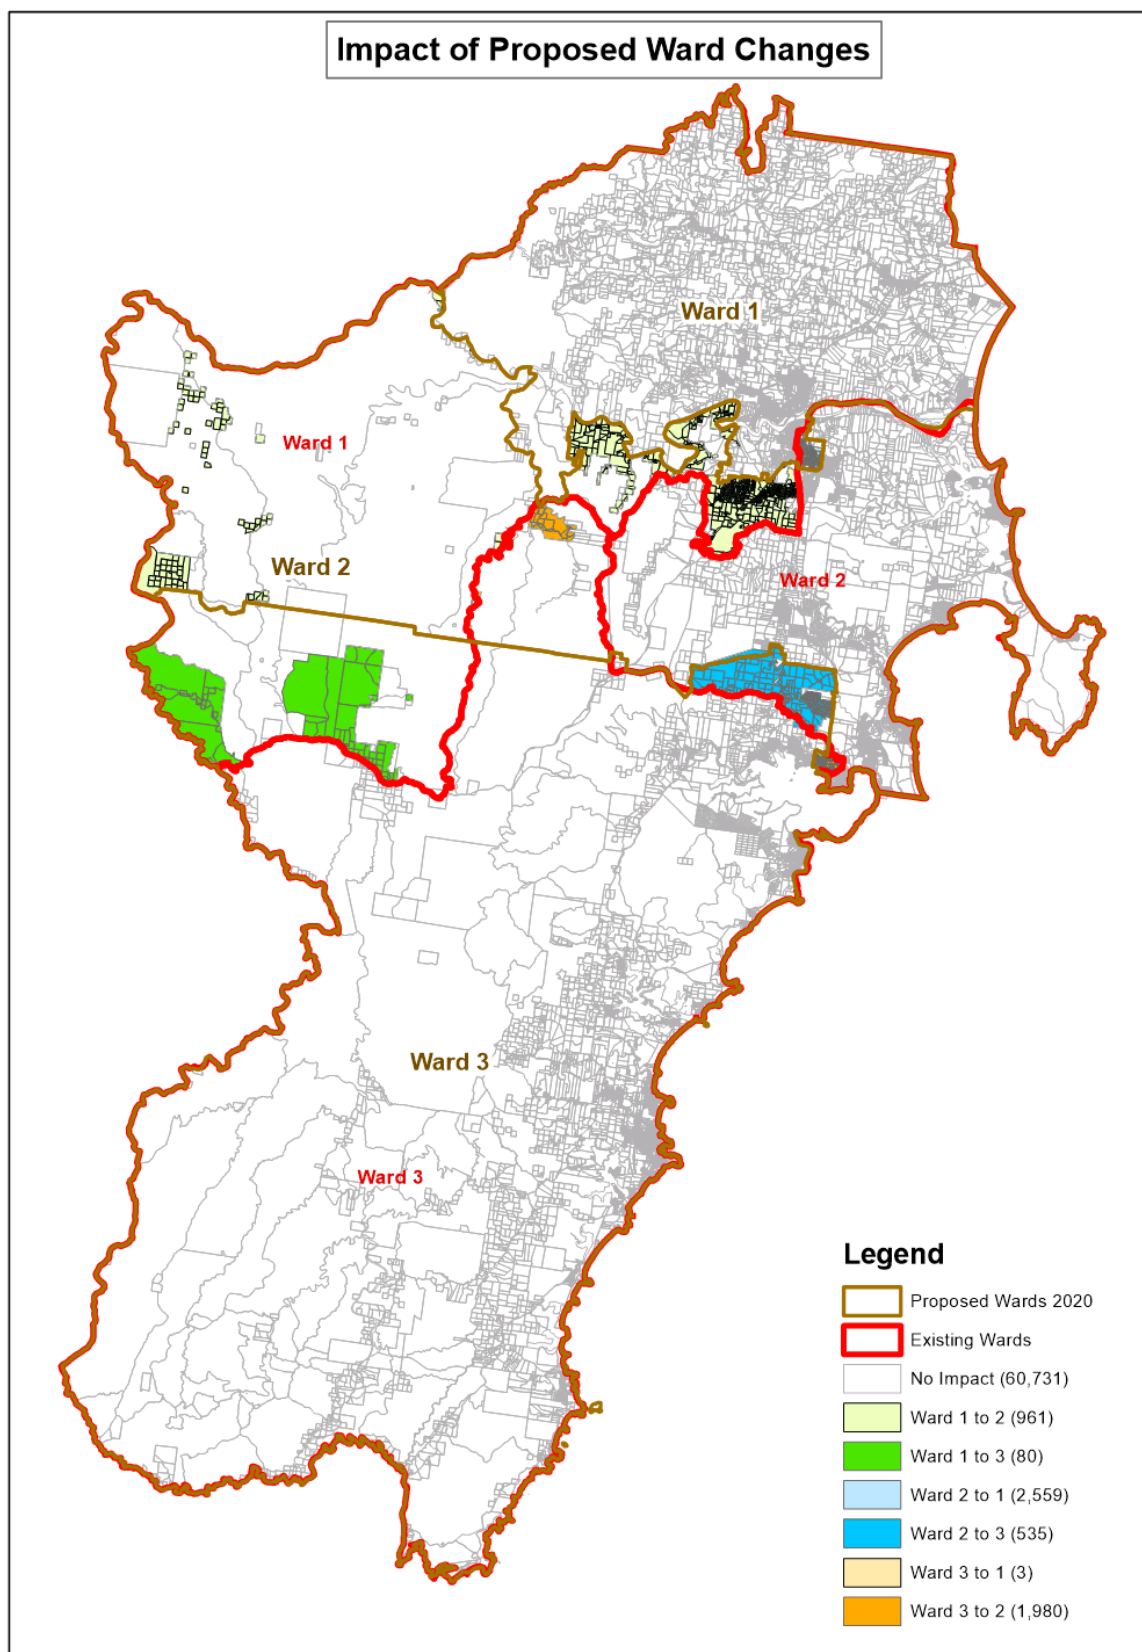 Impact of Proposed Ward Changes
Ward 1
Ward 1
Ward 2
Ward 2
Ward 3
Ward 3
Legend
Proposed Wards 2020
Existing Wards
No Impact (60,731)
Ward 1 to 2 (961)
Ward 1 to 3 (80)
Ward 2 to 1 (2,559)
Ward 2 to 3 (535)
Ward 3 to 1 (3)
Ward 3 to 2 (1,980)